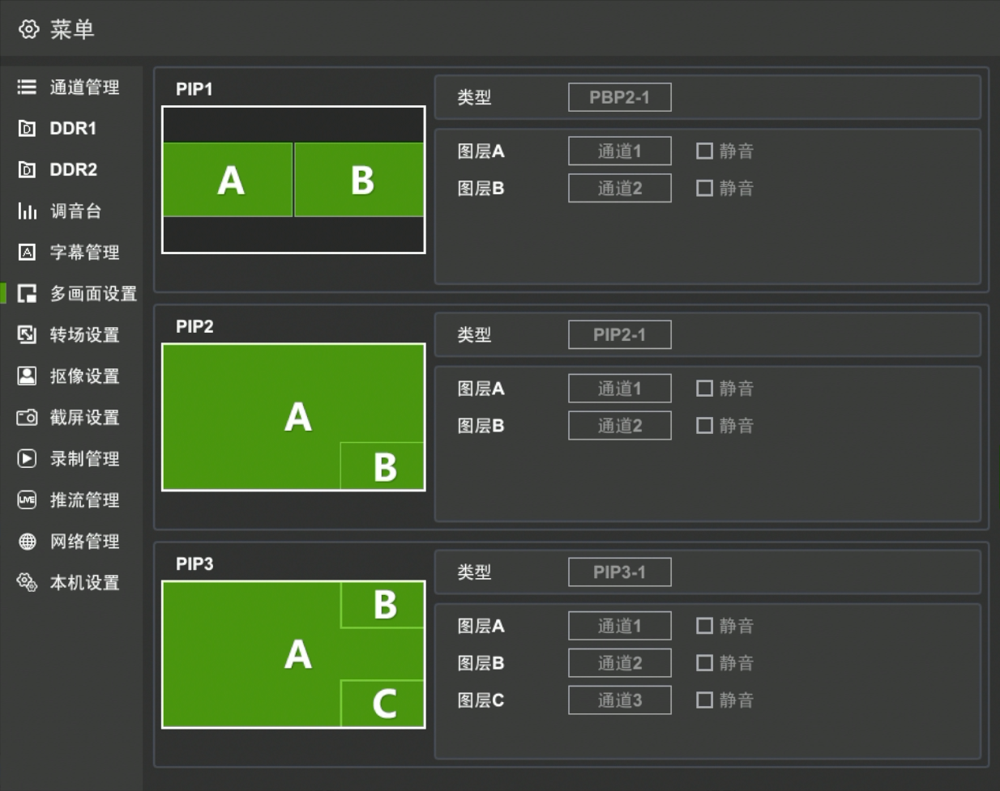 菜单
通道管理
DDR1
DDR2
调音台
字幕管理
多画面设置
转场设置
抠像设置
截屏设置
录制管理
LIVE 推流管理
网络管理
本机设置
PIP1
A B
类型 PBP2-1
图层A 通道1 静音
图层B 通道2 静音
PIP2
A
B
类型 PIP2-1
图层A 通道1 静音
图层B 通道2 静音
PIP3
B
A
C
类型 PIP3-1
图层A 通道1 静音
图层B 通道2 静音
图层C 通道3 静音